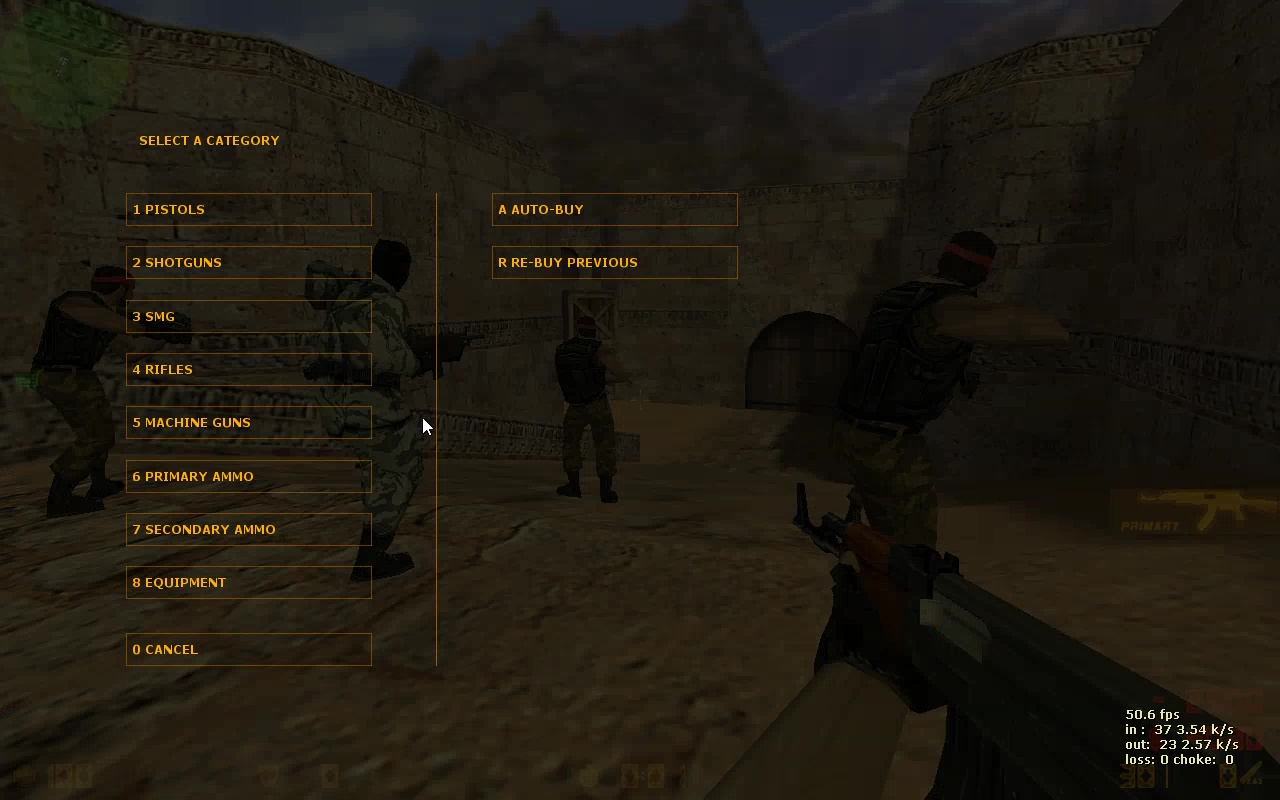 SELECT A CATEGORY
1 PISTOLS
2 SHOTGUNS
3 SMG
4 RIFLES
5 MACHINE GUNS
6 PRIMARY AMMO
7 SECONDARY AMMO
8 EQUIPMENT
0 CANCEL
A AUTO-BUY
R RE-BUY PREVIOUS
PRIMARY
50.6 fps
in : 37 3.54 k/s
out: 23 2.57 k/s
loss: 0 choke: 0